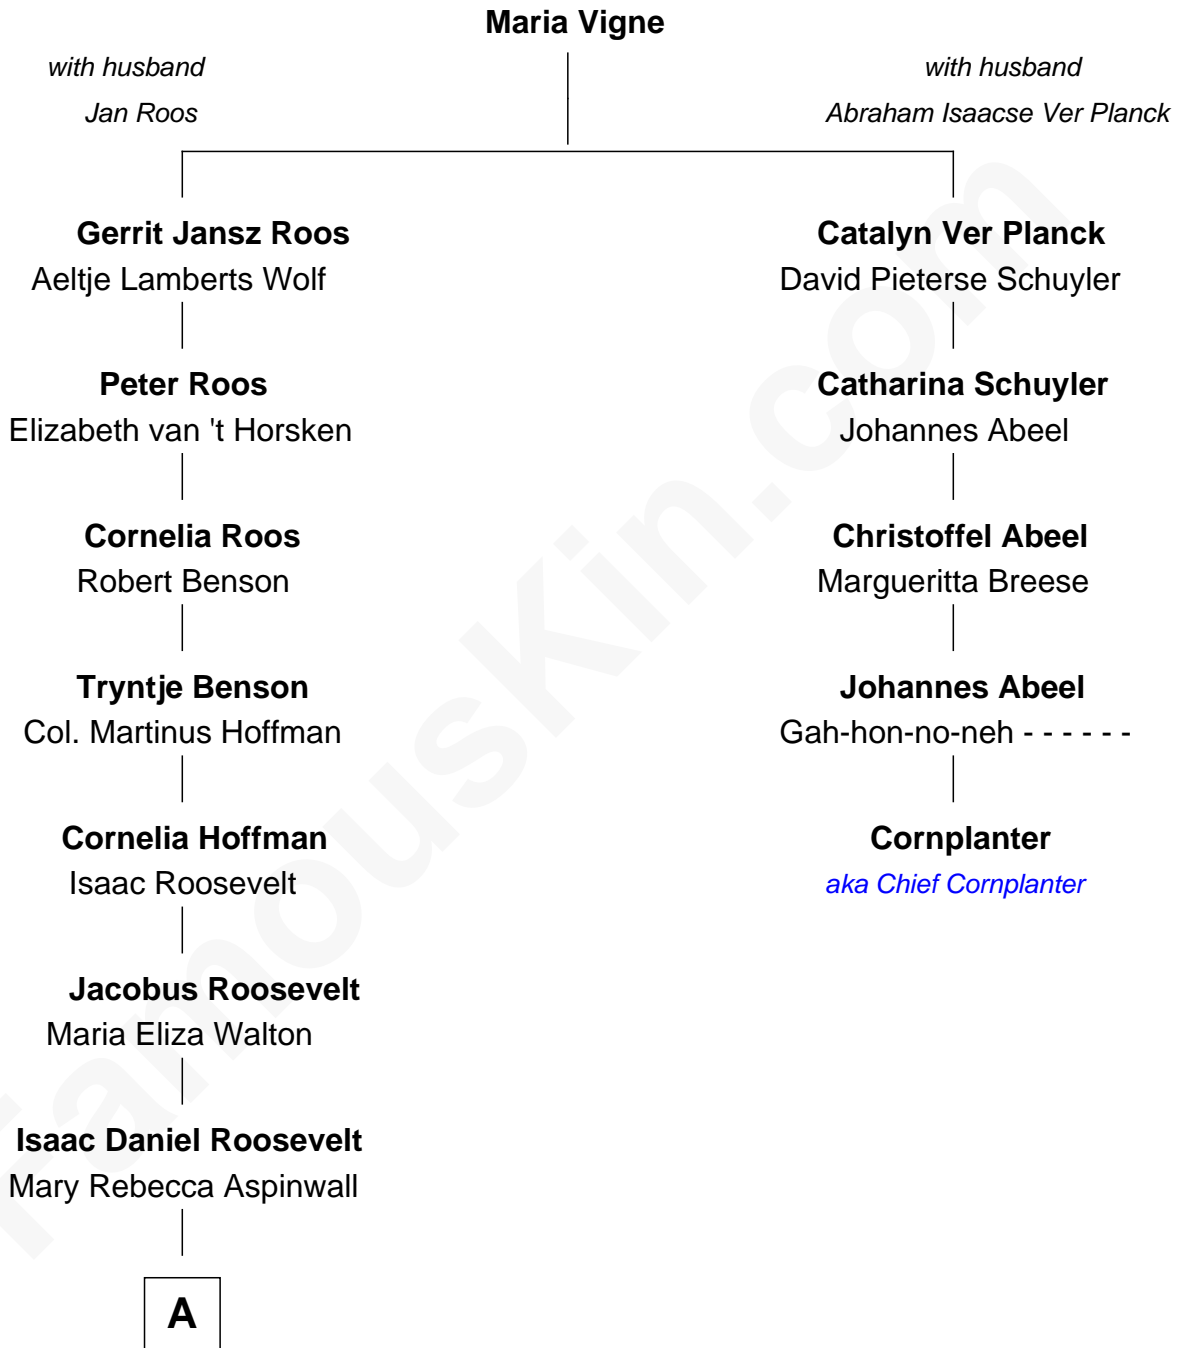 Maria Vigne
with husband
Jan Roos
with husband
Abraham Isaacse Ver Planck
Gerrit Jansz Roos
Aeltje Lamberts Wolf
Catalyn Ver Planck
David Pieterse Schuyler
Peter Roos
Elizabeth van 't Horsken
Catharina Schuyler
Johannes Abeel
Cornelia Roos
Robert Benson
Christoffel Abeel
Margueritta Breese
Tryntje Benson
Col. Martinus Hoffman
Johannes Abeel
Gah-hon-no-neh - - - - - -
Cornelia Hoffman
Isaac Roosevelt
Cornplanter
aka Chief Cornplanter
Jacobus Roosevelt
Maria Eliza Walton
Isaac Daniel Roosevelt
Mary Rebecca Aspinwall
A
FamousKin.com